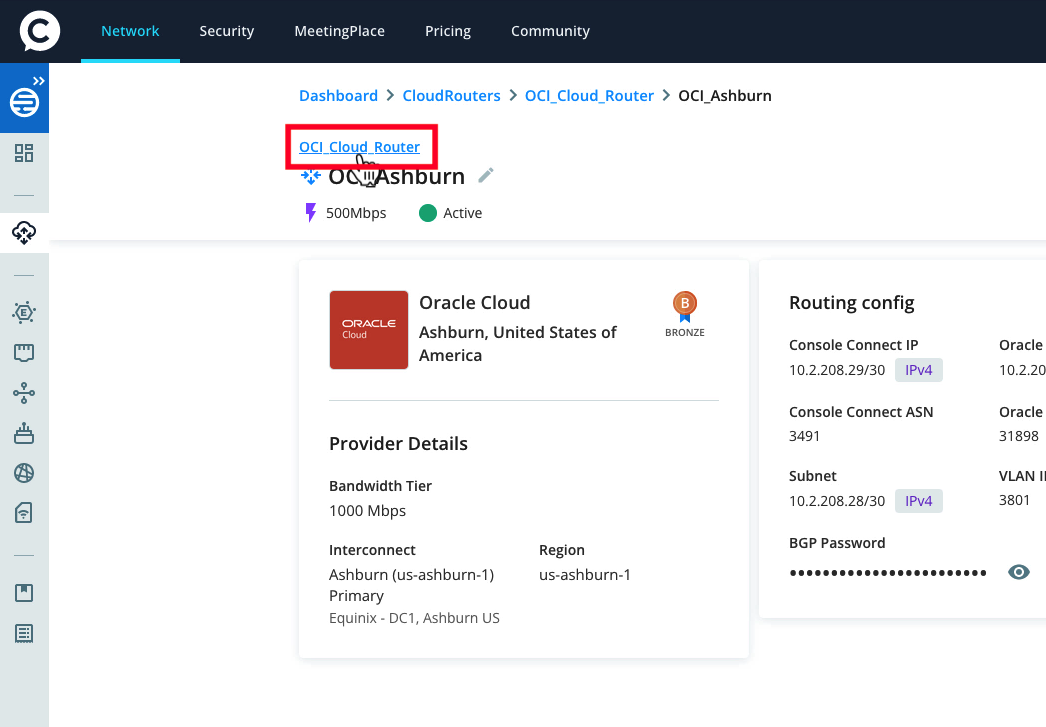 Network Security MeetingPlace Pricing Community
Dashboard > CloudRouters > OCI_Cloud_Router > OCI_Ashburn
OCI_Cloud_Router
OCI_Ashburn
500Mbps Active
ORACLE
Cloud
Oracle Cloud
Ashburn, United States of
America
B
BRONZE
Provider Details
Bandwidth Tier
1000 Mbps
Interconnect
Ashburn (us-ashburn-1)
Primary
Equinix - DC1, Ashburn US
Region
us-ashburn-1
Routing config
Console Connect IP
10.2.208.29/30 IPv4
Oracle
10.2.20
Console Connect ASN
3491
Oracle
31898
Subnet
10.2.208.28/30 IPv4
VLAN I
3801
BGP Password